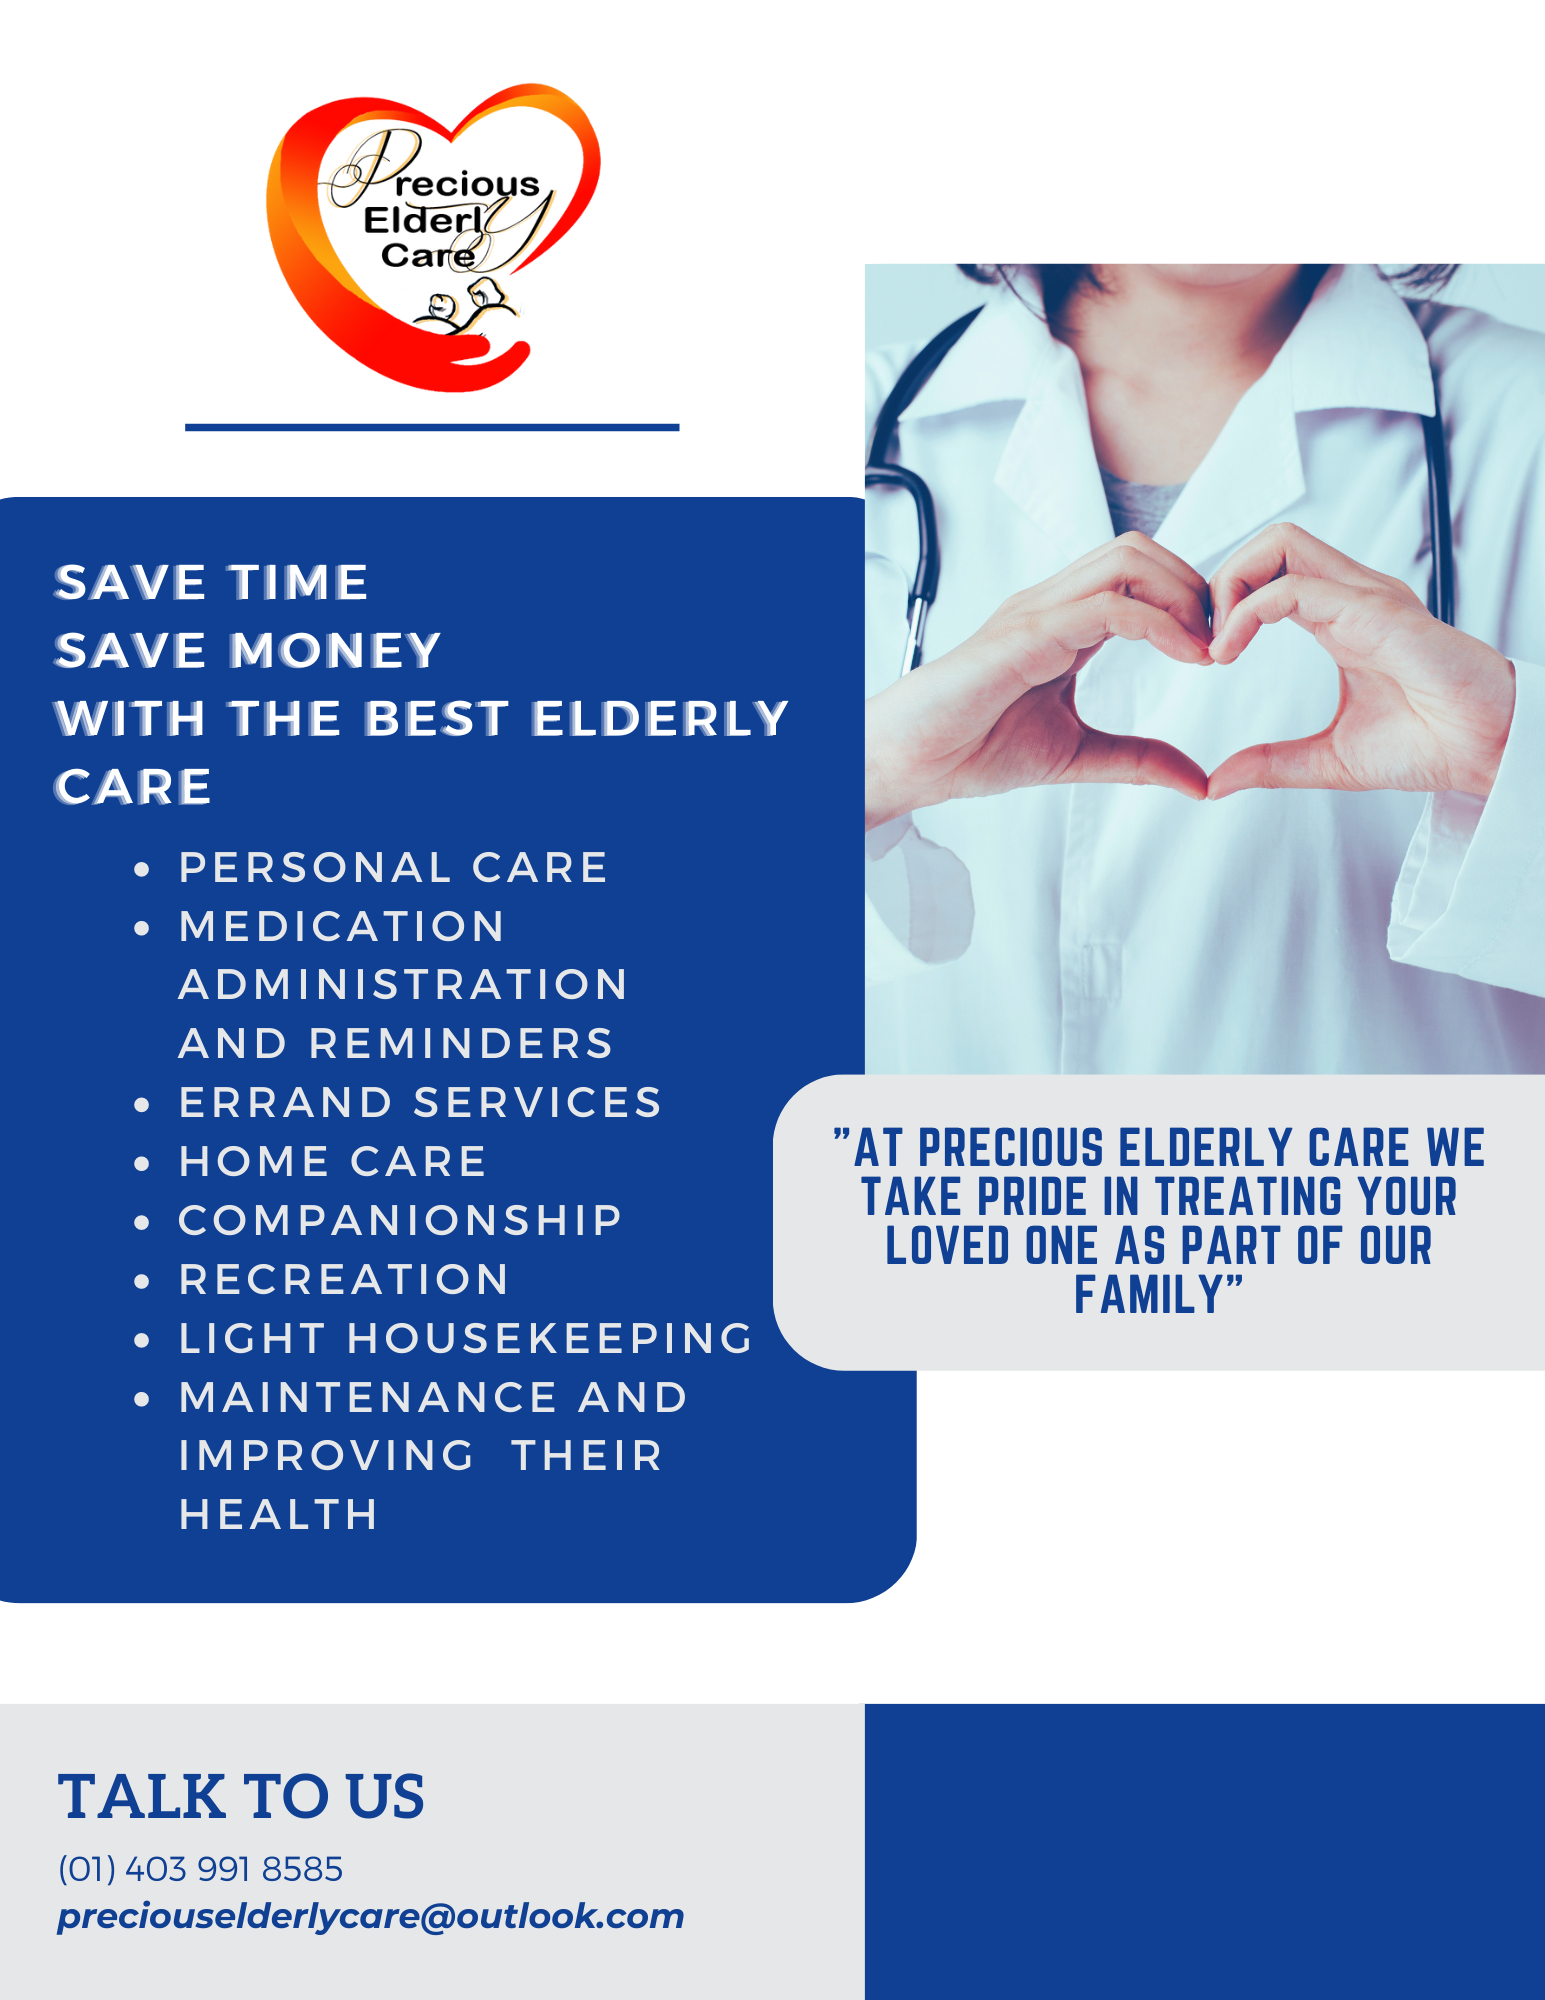 Precious
Elderly
Care
SAVE TIME
SAVE MONEY
WITH THE BEST ELDERLY
CARE
• PERSONAL CARE
• MEDICATION
ADMINISTRATION
AND REMINDERS
• ERRAND SERVICES
• HOME CARE
• COMPANIONSHIP
• RECREATION
• LIGHT HOUSEKEEPING
• MAINTENANCE AND
IMPROVING  THEIR
HEALTH
"AT PRECIOUS ELDERLY CARE WE
TAKE PRIDE IN TREATING YOUR
LOVED ONE AS PART OF OUR
FAMILY"
TALK TO US
(01) 403 991 8585
preciouselderlycare@outlook.com